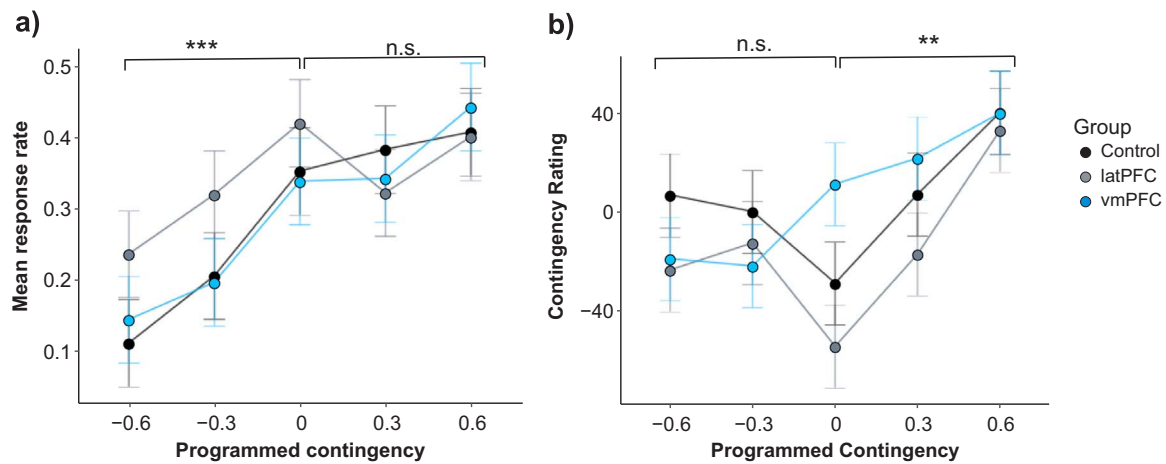 a)
***
n.s.
0.5
0.4
0.3
0.2
0.1
Mean response rate
−0.6 −0.3 0 0.3 0.6
Programmed contingency
b)
n.s.
**
40
0
−40
Contingency Rating
−0.6 −0.3 0 0.3 0.6
Programmed Contingency
Group
Control
latPFC
vmPFC